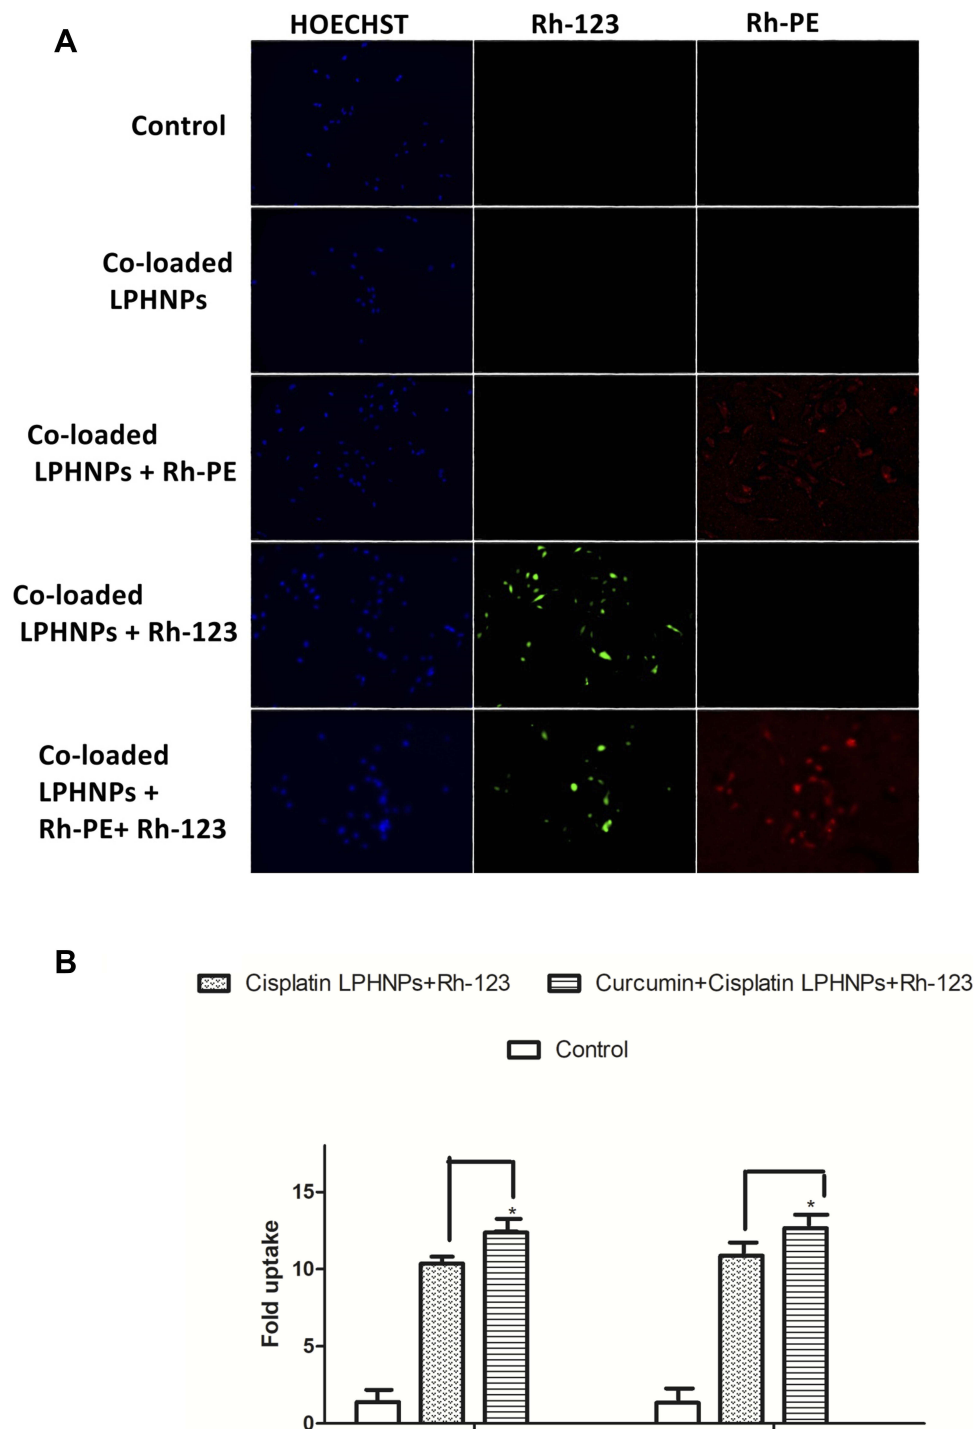 A
HOECHST Rh-123 Rh-PE
Control
Co-loaded
LPHNPs
Co-loaded
LPHNPs + Rh-PE
Co-loaded
LPHNPs + Rh-123
Co-loaded
LPHNPs +
Rh-PE+ Rh-123
B
Cisplatin LPHNPs+Rh-123 Curcumin+Cisplatin LPHNPs+Rh-123
Control
Fold uptake
15
* *
10
5
0